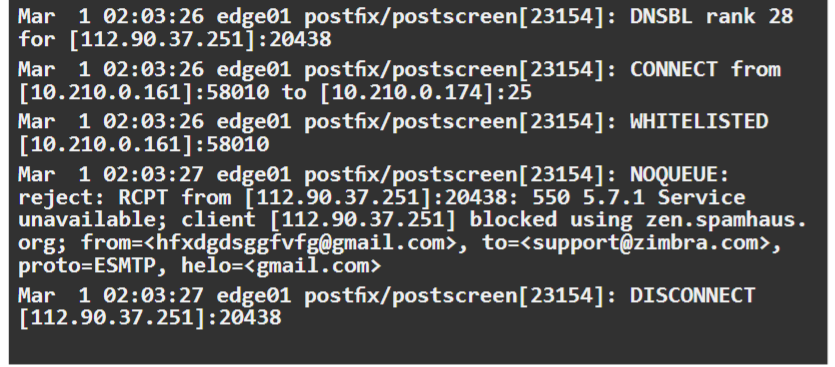 Mar  1 02:03:26 edge01 postfix/postscreen[23154]: DNSBL rank 28
for [112.90.37.251]:20438
Mar  1 02:03:26 edge01 postfix/postscreen[23154]: CONNECT from
[10.210.0.161]:58010 to [10.210.0.174]:25
Mar  1 02:03:26 edge01 postfix/postscreen[23154]: WHITELISTED
[10.210.0.161]:58010
Mar  1 02:03:27 edge01 postfix/postscreen[23154]: NOQUEUE:
reject: RCPT from [112.90.37.251]:20438: 550 5.7.1 Service
unavailable; client [112.90.37.251] blocked using zen.spamhaus.
org; from=<hfxdgdsggfvfg@gmail.com>, to=<support@zimbra.com>,
proto=ESMTP, helo=<gmail.com>
Mar  1 02:03:27 edge01 postfix/postscreen[23154]: DISCONNECT
[112.90.37.251]:20438